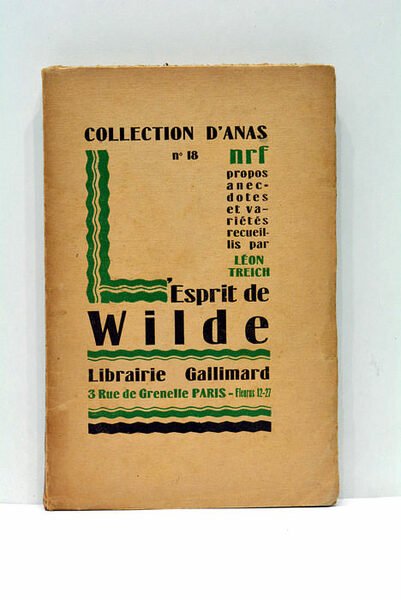 COLLECTION D'ANAS
n° 18
nrf
propos
anec-
dotes
et va-
riétés
recueil-
lis par
LÉON
TREICH
L'Esprit de
Wilde
Librairie Gallimard
3 Rue de Grenelle PARIS - Fleurus 12-27